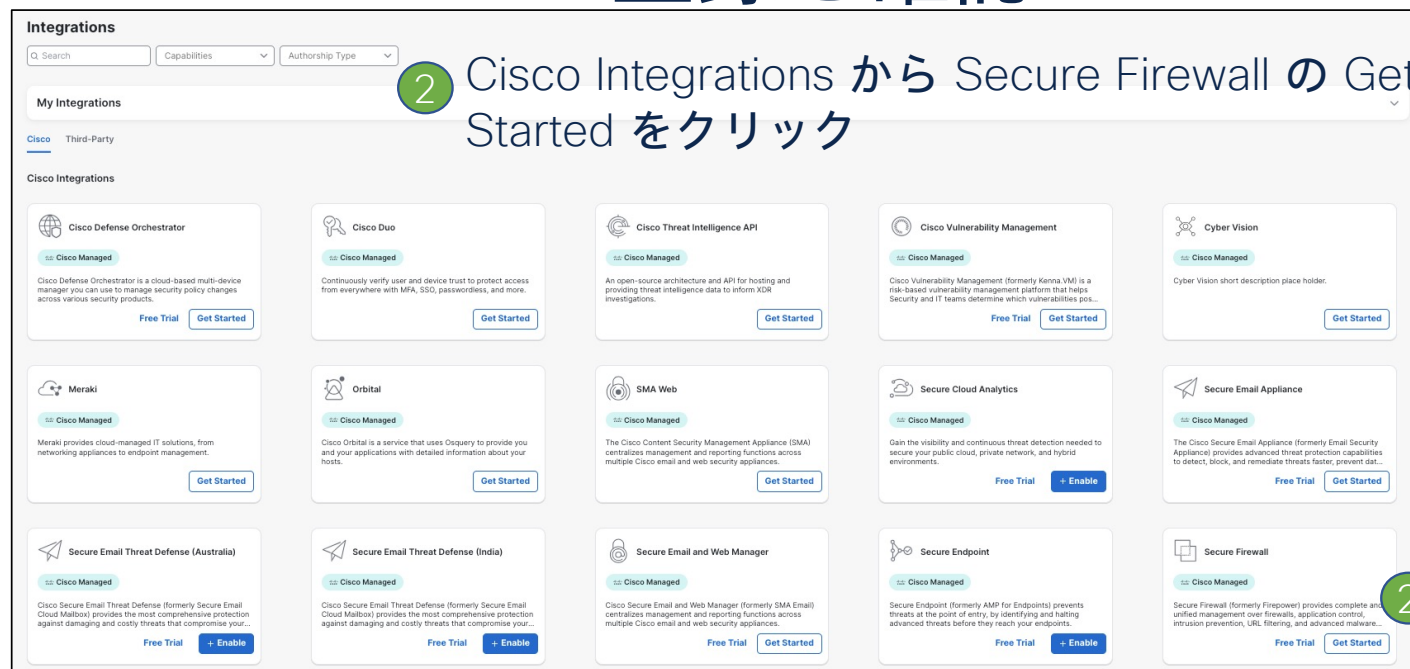 Integrations
Search
Capabilities
Authorship Type
2
Cisco Integrations から Secure Firewall の Get
Started をクリック
My Integrations
Cisco Third-Party
Cisco Integrations
Cisco Defense Orchestrator
Cisco Managed
Cisco Defense Orchestrator is a cloud-based multi-device
manager you can use to manage security policy changes
across various security products.
Free Trial Get Started
Cisco Duo
Cisco Managed
Continuously verify user and device trust to protect access
from everywhere with MFA, SSO, passwordless, and more.
Get Started
Cisco Threat Intelligence API
Cisco Managed
An open-source architecture and API for hosting and
providing threat intelligence data to inform XDR
investigations.
Get Started
Cisco Vulnerability Management
Cisco Managed
Cisco Vulnerability Management (formerly Kenna.VM) is a
risk-based vulnerability management platform that helps
Security and IT teams determine which vulnerabilities pos...
Free Trial Get Started
Cyber Vision
Cisco Managed
Cyber Vision short description place holder.
Get Started
Meraki
Cisco Managed
Meraki provides cloud-managed IT solutions, from
networking appliances to endpoint management.
Get Started
Orbital
Cisco Managed
Cisco Orbital is a service that uses Osquery to provide you
and your applications with detailed information about your
hosts.
Get Started
SMA Web
Cisco Managed
The Cisco Content Security Management Appliance (SMA)
centralizes management and reporting functions across
multiple Cisco email and web security appliances.
Get Started
Secure Cloud Analytics
Cisco Managed
Gain the visibility and continuous threat detection needed to
secure your public cloud, private network, and hybrid
environments.
Free Trial + Enable
Secure Email Appliance
Cisco Managed
The Cisco Secure Email Appliance (formerly Email Security
Appliance) provides advanced threat protection capabilities
to detect, block, and remediate threats faster, prevent dat...
Free Trial Get Started
Secure Email Threat Defense (Australia)
Cisco Managed
Cisco Secure Email Threat Defense (formerly Secure Email
Cloud Mailbox) provides the most comprehensive protection
against damaging and costly threats that compromise your...
Free Trial + Enable
Secure Email Threat Defense (India)
Cisco Managed
Cisco Secure Email Threat Defense (formerly Secure Email
Cloud Mailbox) provides the most comprehensive protection
against damaging and costly threats that compromise your...
Free Trial + Enable
Secure Email and Web Manager
Cisco Managed
Cisco Secure Email and Web Manager (formerly SMA Email)
centralizes management and reporting functions across
multiple Cisco email and web security appliances.
Free Trial Get Started
Secure Endpoint
Cisco Managed
Secure Endpoint (formerly AMP for Endpoints) prevents
threats at the point of entry, by identifying and halting
advanced threats before they reach your endpoints.
Free Trial + Enable
Secure Firewall
Cisco Managed
Secure Firewall (formerly Firepower) provides complete and
unified management over firewalls, application control,
intrusion prevention, URL filtering, and advanced malware...
Free Trial Get Started
2